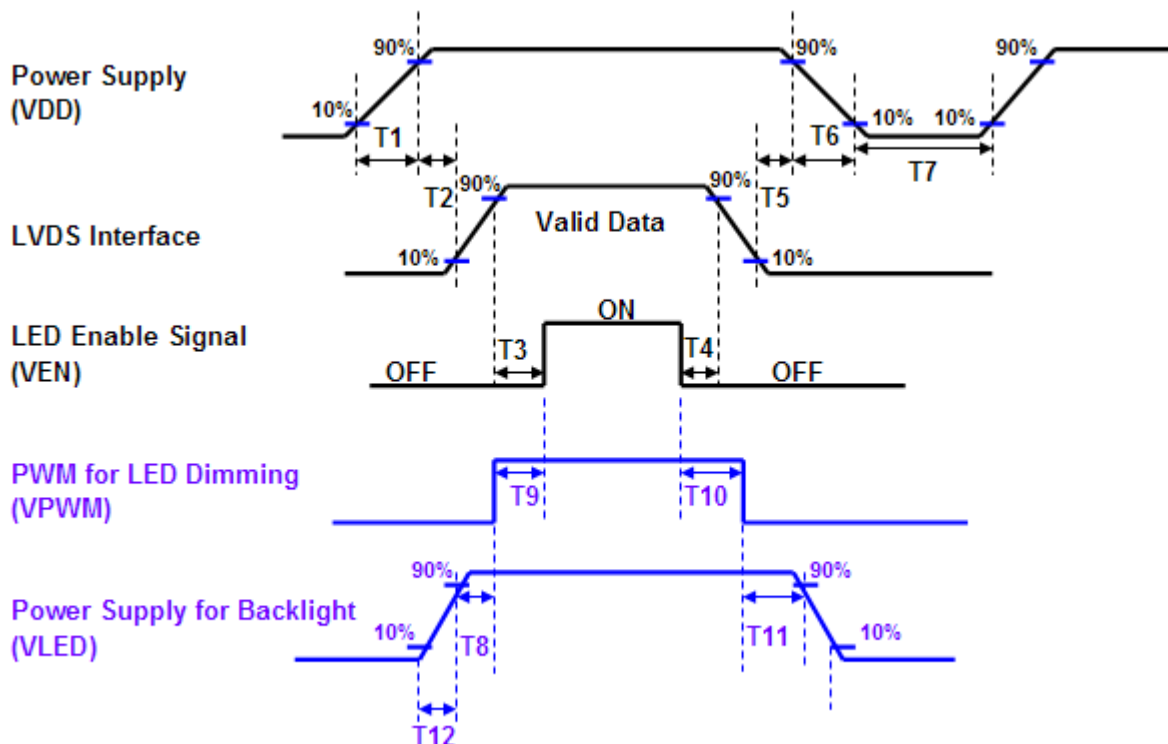 90%
90%
90%
Power Supply
(VDD)
10%
10%
10%
T1
T6
T7
T2
90%
90%
T5
Valid Data
LVDS Interface
10%
10%
LED Enable Signal
(VEN)
ON
T3
T4
OFF
OFF
PWM for LED Dimming
(VPWM)
T9
T10
90%
90%
Power Supply for Backlight
(VLED)
10%
10%
T8
T11
T12